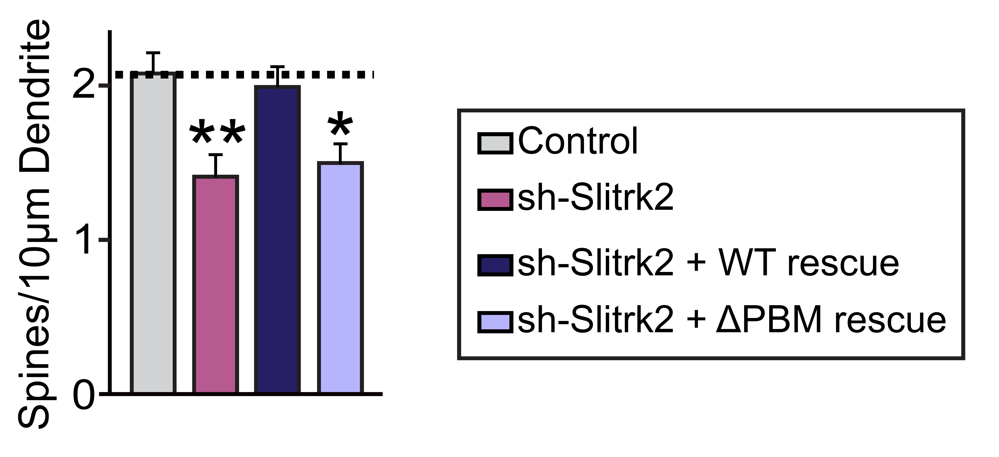 Spines/10µm Dendrite
2
1
0
**
*
Control
sh-Slitrk2
sh-Slitrk2 + WT rescue
sh-Slitrk2 + ΔPBM rescue